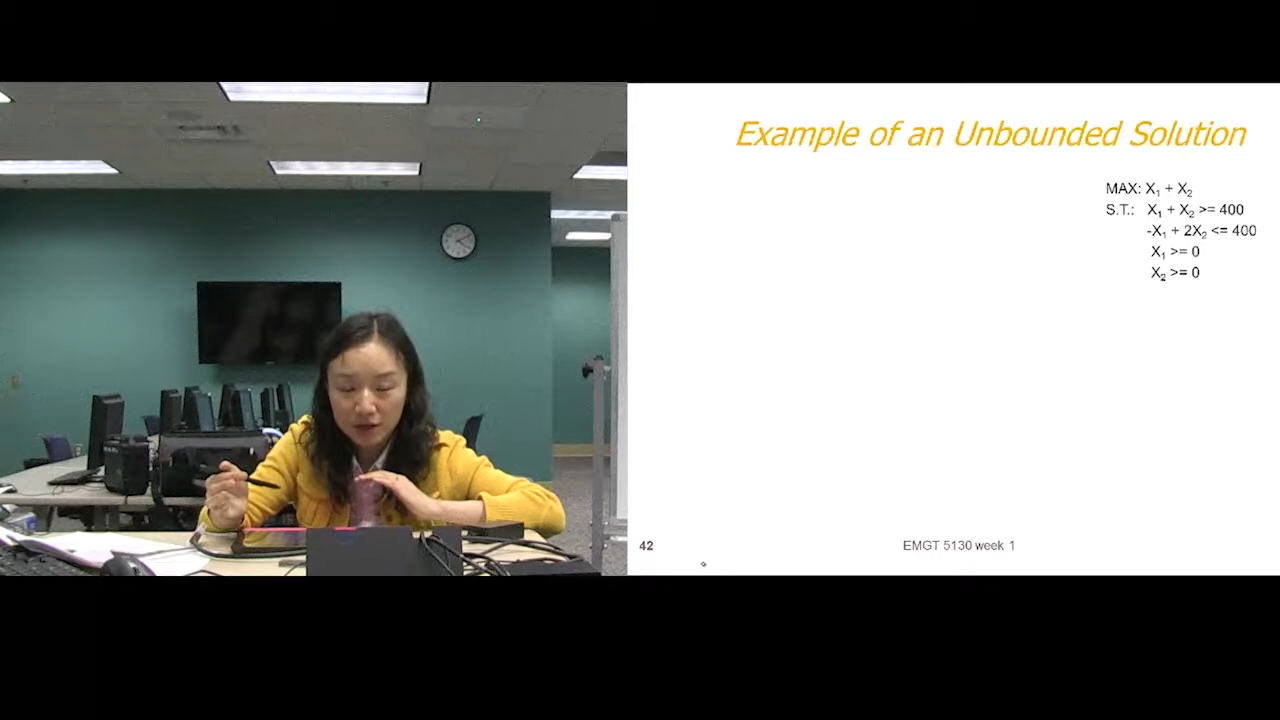 Example of an Unbounded Solution
MAX: X₁ + X₂
S.T.: X₁ + X₂ >= 400
-X₁ + 2X₂ <= 400
X₁ >= 0
X₂ >= 0
42
EMGT 5130 week 1